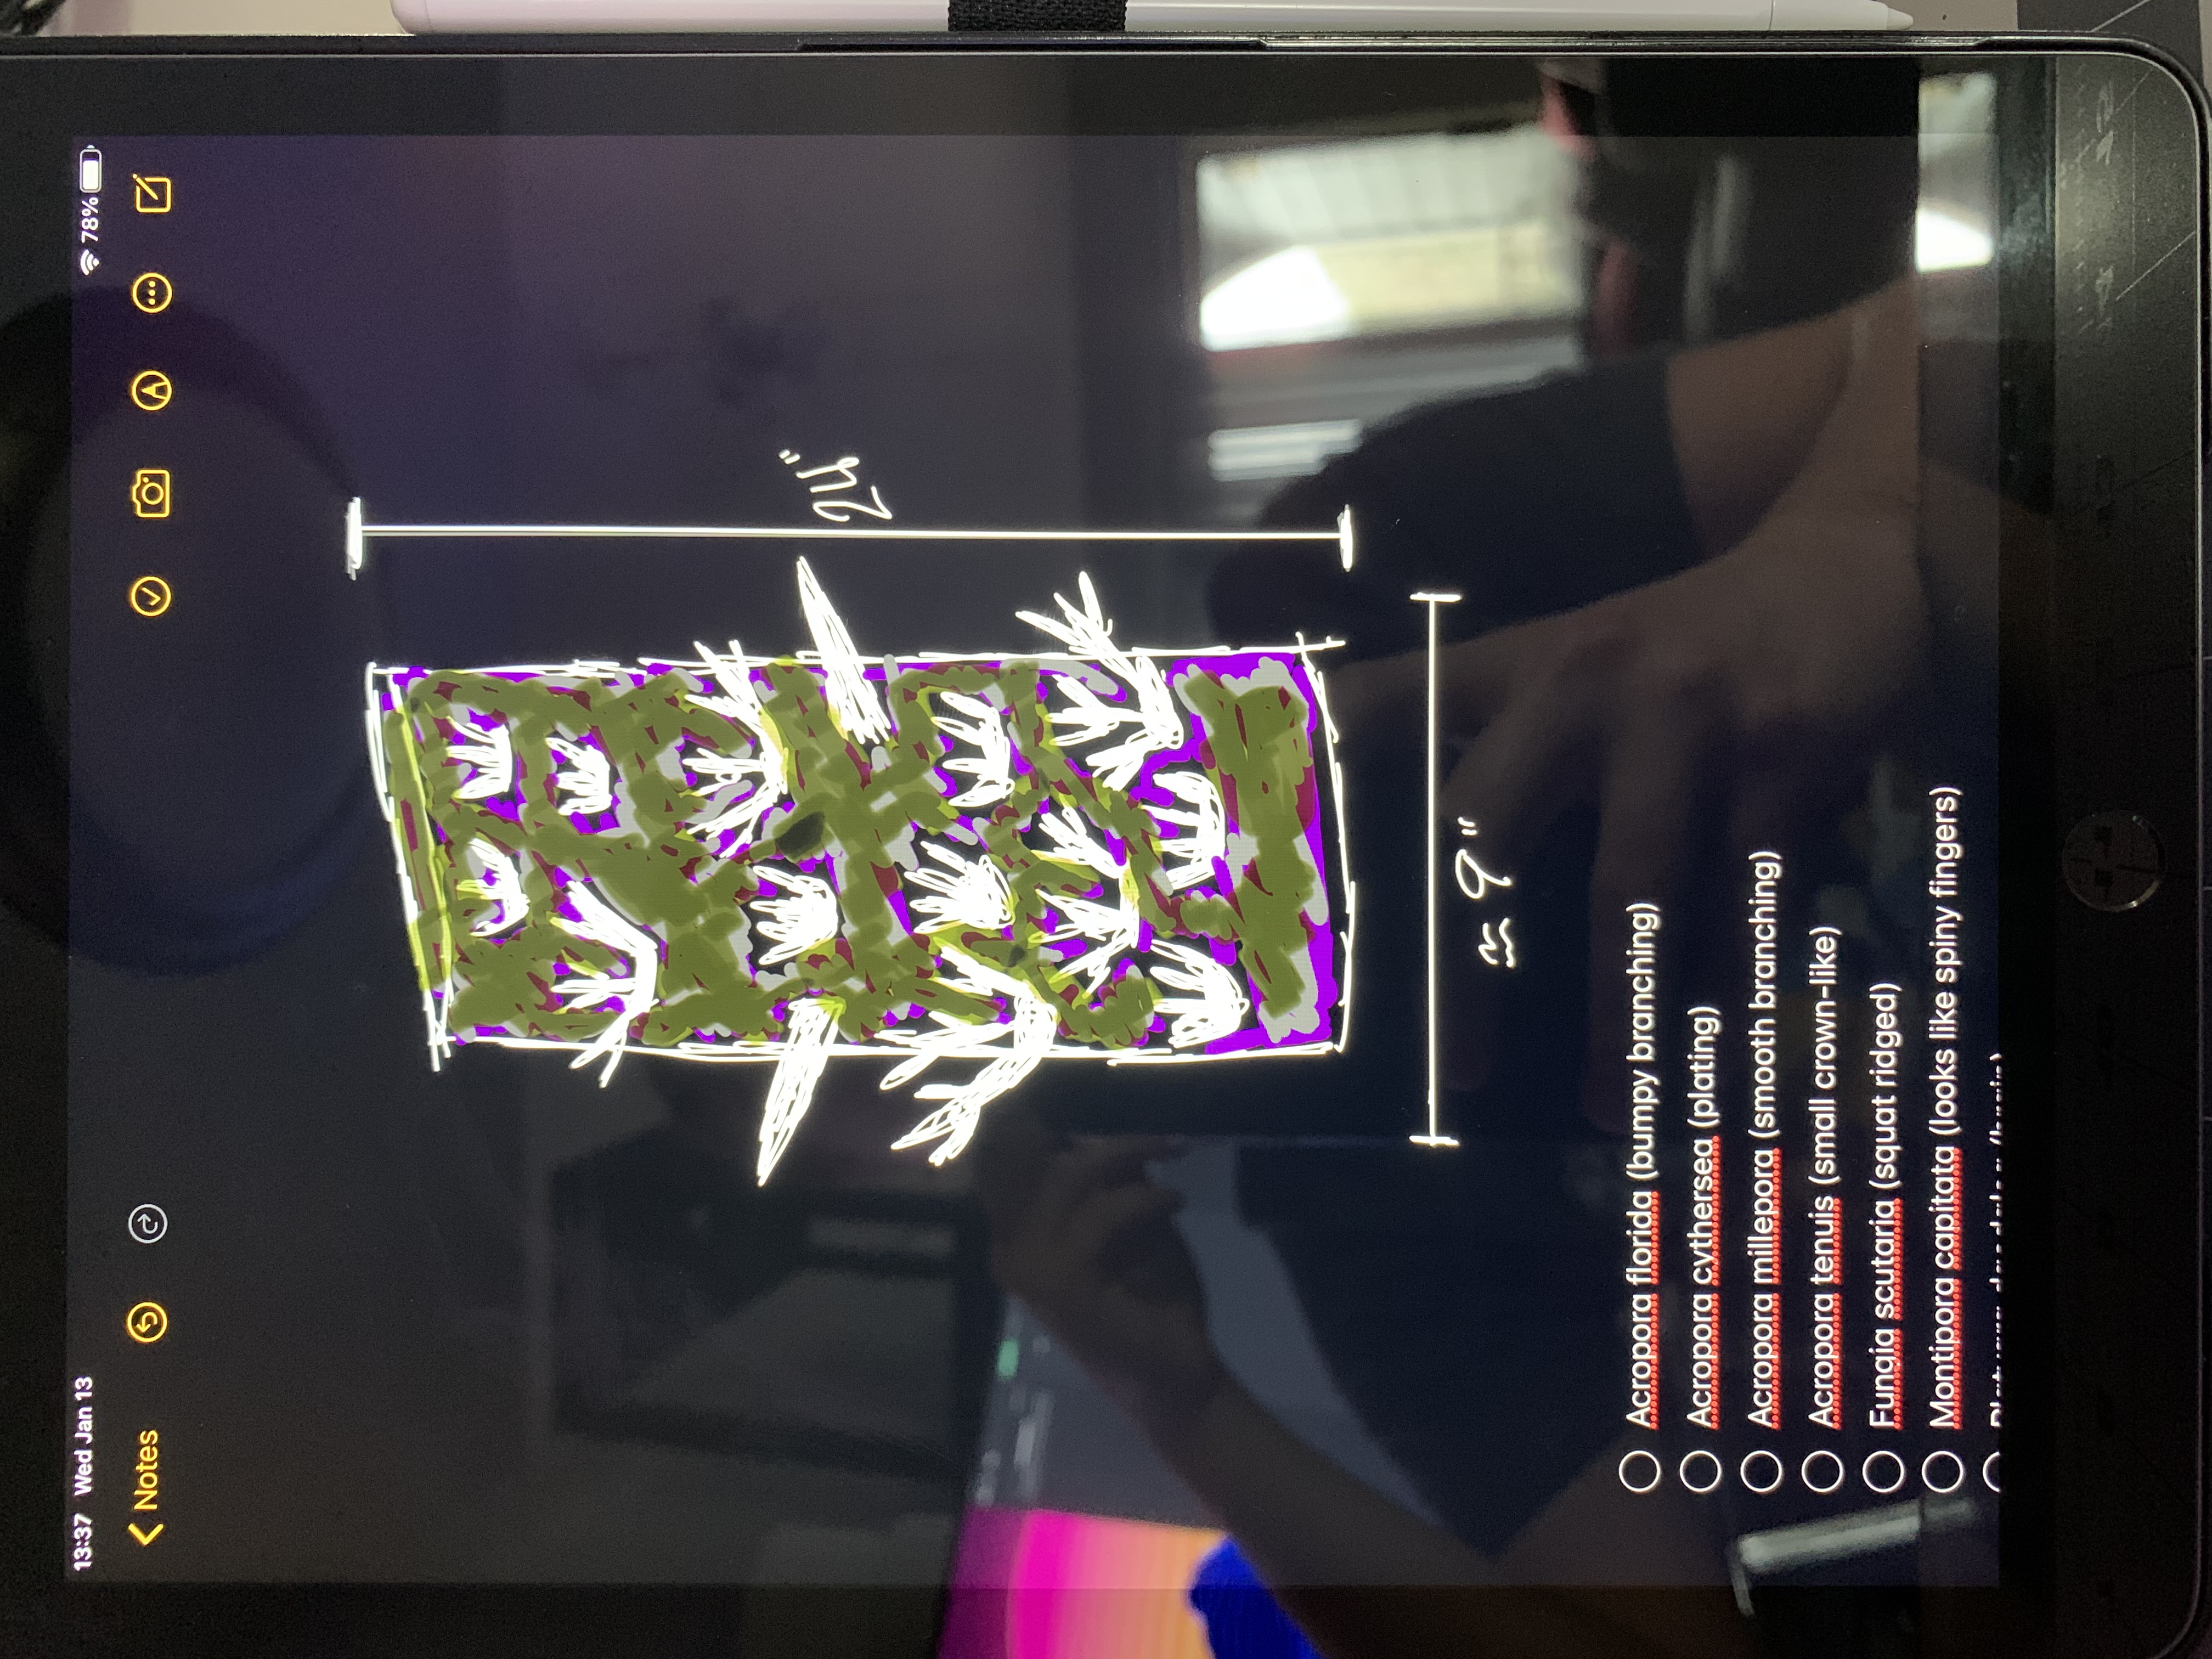 13:37 Wed Jan 13
78%
Notes
24"
≈ 9"
Acropora florida (bumpy branching)
Acropora cythersea (plating)
Acropora millepora (smooth branching)
Acropora tenuis (small crown-like)
Fungia scutaria (squat ridged)
Montipora capitata (looks like spiny fingers)